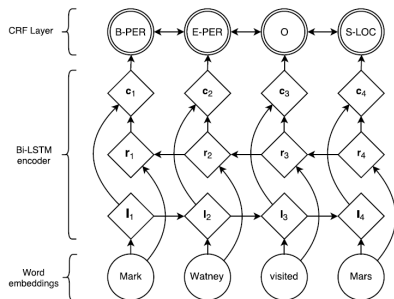 CRF Layer
B-PER E-PER O S-LOC
c₁ c₂ c₃ c₄
Bi-LSTM
encoder
r₁ r₂ r₃ r₄
l₁ l₂ l₃ l₄
Word
embeddings
Mark Watney visited Mars